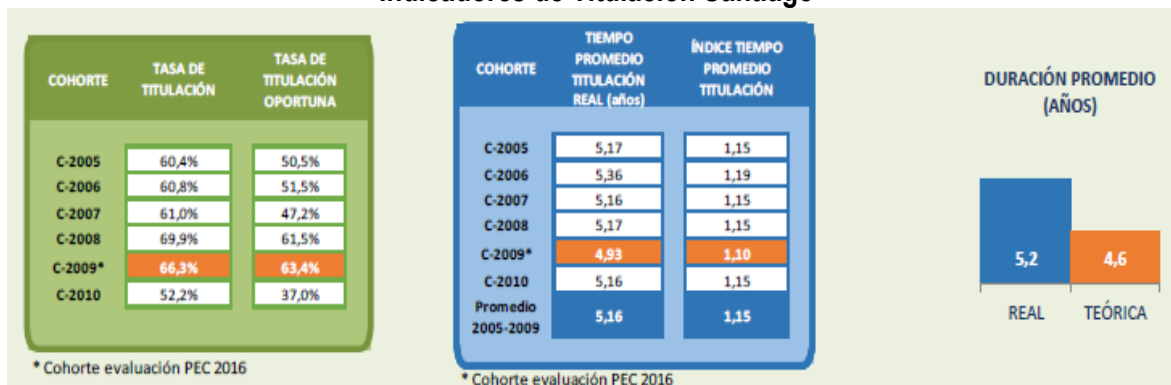 Indicadores de Titulación Santiago
COHORTE
TASA DE
TITULACIÓN
TASA DE
TITULACIÓN
OPORTUNA
C-2005 60,4% 50,5%
C-2006 60,8% 51,5%
C-2007 61,0% 47,2%
C-2008 69,9% 61,5%
C-2009* 66,3% 63,4%
C-2010 52,2% 37,0%
* Cohorte evaluación PEC 2016
COHORTE
TIEMPO
PROMEDIO
TITULACIÓN
REAL (años)
ÍNDICE TIEMPO
PROMEDIO
TITULACIÓN
C-2005 5,17 1,15
C-2006 5,36 1,19
C-2007 5,16 1,15
C-2008 5,17 1,15
C-2009* 4,93 1,10
C-2010 5,16 1,15
Promedio
2005-2009 5,16 1,15
* Cohorte evaluación PEC 2016
DURACIÓN PROMEDIO
(AÑOS)
5,2 4,6
REAL TEÓRICA